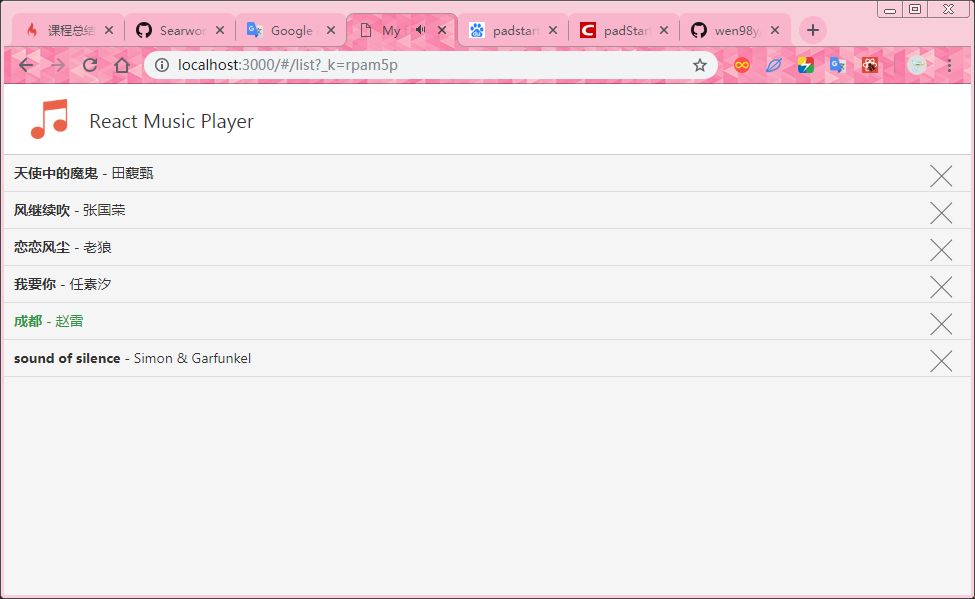 课程总结
Searwor
Google
My
padstart
padStart
wen98y
localhost:3000/#/list?_k=rpam5p
React Music Player
天使中的魔鬼 - 田馥甄
风继续吹 - 张国荣
恋恋风尘 - 老狼
我要你 - 任素汐
成都 - 赵雷
sound of silence - Simon & Garfunkel